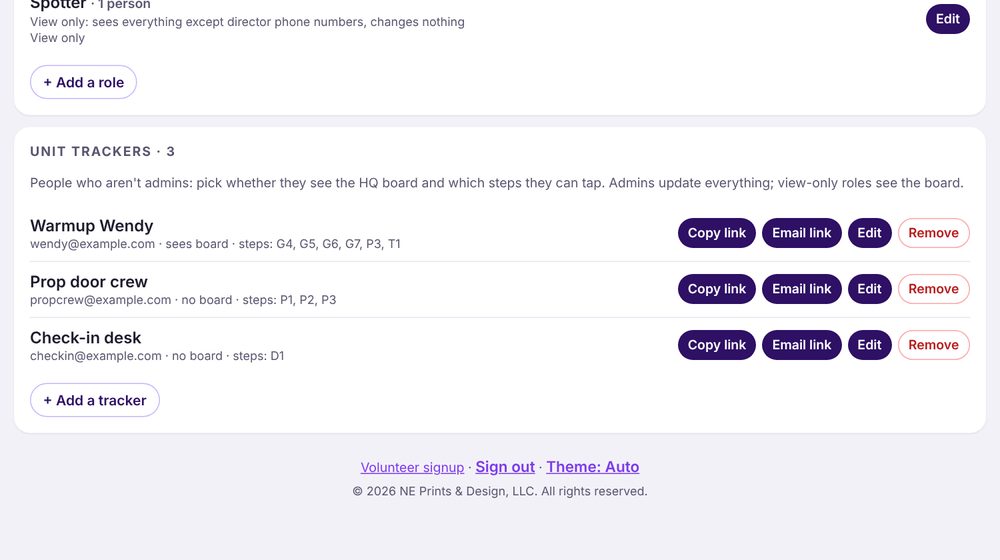 Spotter · 1 person
View only: sees everything except director phone numbers, changes nothing
View only
Edit
+ Add a role
UNIT TRACKERS · 3
People who aren't admins: pick whether they see the HQ board and which steps they can tap. Admins update everything; view-only roles see the board.
Warmup Wendy
wendy@example.com · sees board · steps: G4, G5, G6, G7, P3, T1
Copy link Email link Edit Remove
Prop door crew
propcrew@example.com · no board · steps: P1, P2, P3
Copy link Email link Edit Remove
Check-in desk
checkin@example.com · no board · steps: D1
Copy link Email link Edit Remove
+ Add a tracker
Volunteer signup · Sign out · Theme: Auto
© 2026 NE Prints & Design, LLC. All rights reserved.